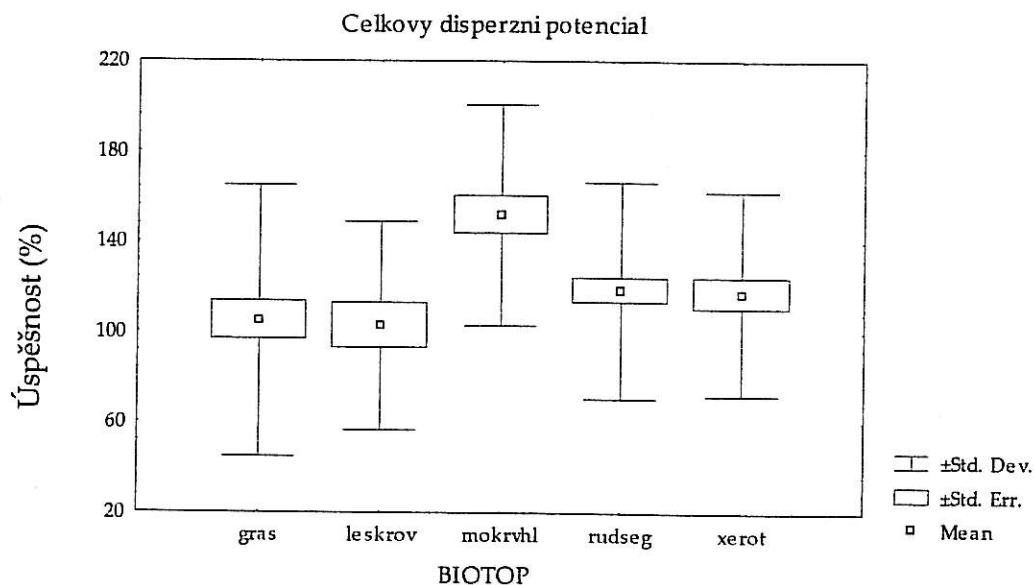 Celkovy disperzni potencial
Úspěšnost (%)
220
180
140
100
60
20
gras leskrov mokrvhl rudseg xerot
BIOTOP
±Std. Dev.
±Std. Err.
Mean